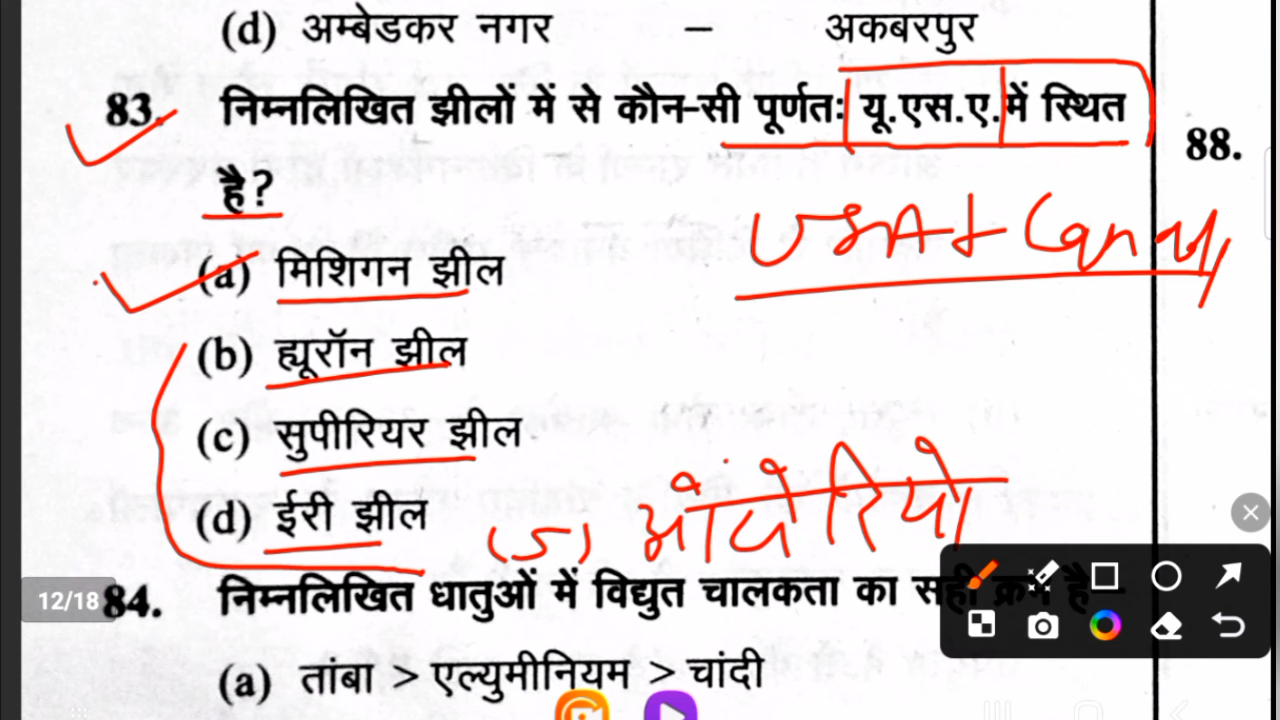 (d) अम्बेडकर नगर – अकबरपुर
83. निम्नलिखित झीलों में से कौन-सी पूर्णतः यू.एस.ए. में स्थित
है?
88.
USA + Canada
(a) मिशिगन झील
(b) ह्यूरॉन झील
(c) सुपीरियर झील
(d) ईरी झील
(5) ओंटेरियो
12/18
84. निम्नलिखित धातुओं में विद्युत चालकता का सही क्रम है–
(a) तांबा > एल्युमीनियम > चांदी